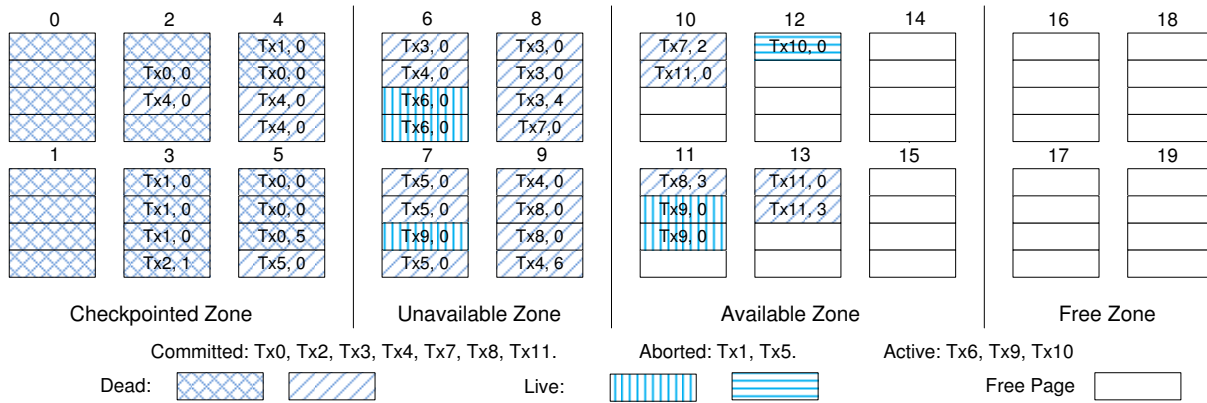 0 2 4 6 8 10 12 14 16 18
Tx1, 0 Tx3, 0 Tx3, 0 Tx7, 2 Tx10, 0
Tx0, 0 Tx0, 0 Tx4, 0 Tx3, 0 Tx11, 0
Tx4, 0 Tx4, 0 Tx6, 0 Tx3, 4
Tx4, 0 Tx6, 0 Tx7,0
1 3 5 7 9 11 13 15 17 19
Tx1, 0 Tx0, 0 Tx5, 0 Tx4, 0 Tx8, 3 Tx11, 0
Tx1, 0 Tx0, 0 Tx5, 0 Tx8, 0 Tx9, 0 Tx11, 3
Tx1, 0 Tx0, 5 Tx9, 0 Tx8, 0 Tx9, 0
Tx2, 1 Tx5, 0 Tx5, 0 Tx4, 6
Checkpointed Zone Unavailable Zone Available Zone Free Zone
Committed: Tx0, Tx2, Tx3, Tx4, Tx7, Tx8, Tx11. Aborted: Tx1, Tx5. Active: Tx6, Tx9, Tx10
Dead: Live: Free Page